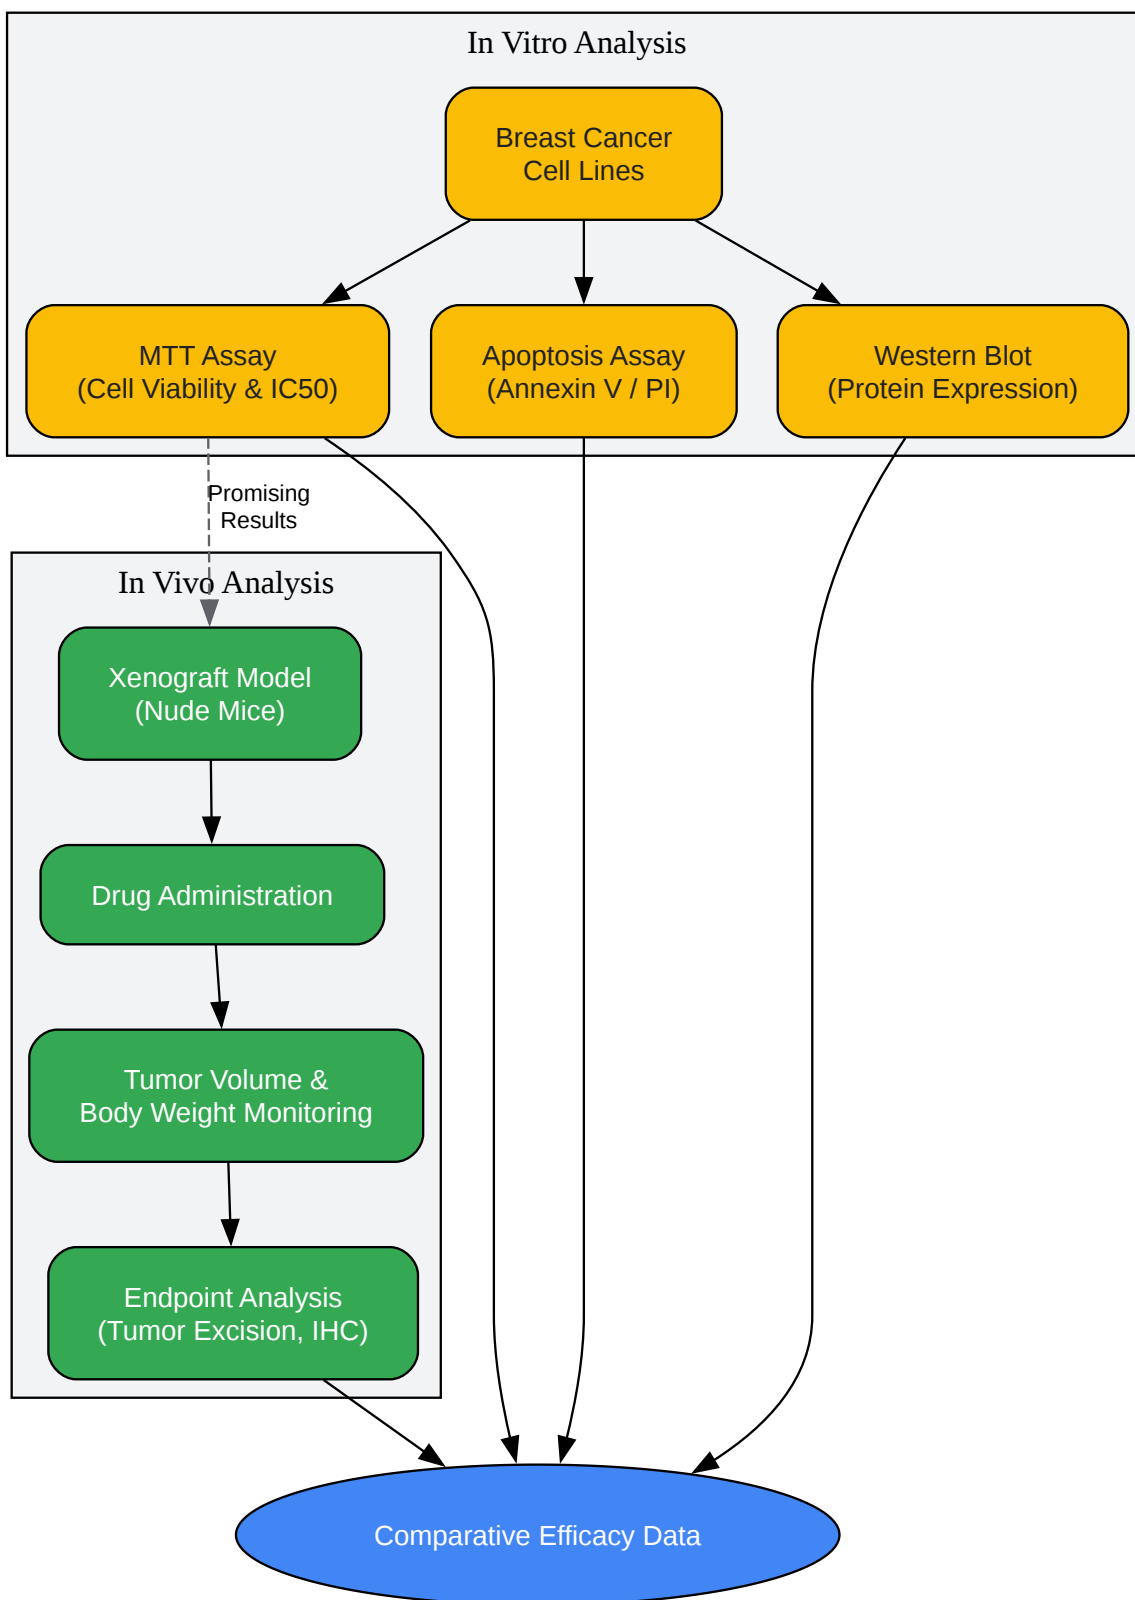 In Vitro Analysis
Breast Cancer
Cell Lines
MTT Assay
(Cell Viability & IC50)
Apoptosis Assay
(Annexin V / PI)
Western Blot
(Protein Expression)
Promising
Results
In Vivo Analysis
Xenograft Model
(Nude Mice)
Drug Administration
Tumor Volume &
Body Weight Monitoring
Endpoint Analysis
(Tumor Excision, IHC)
Comparative Efficacy Data